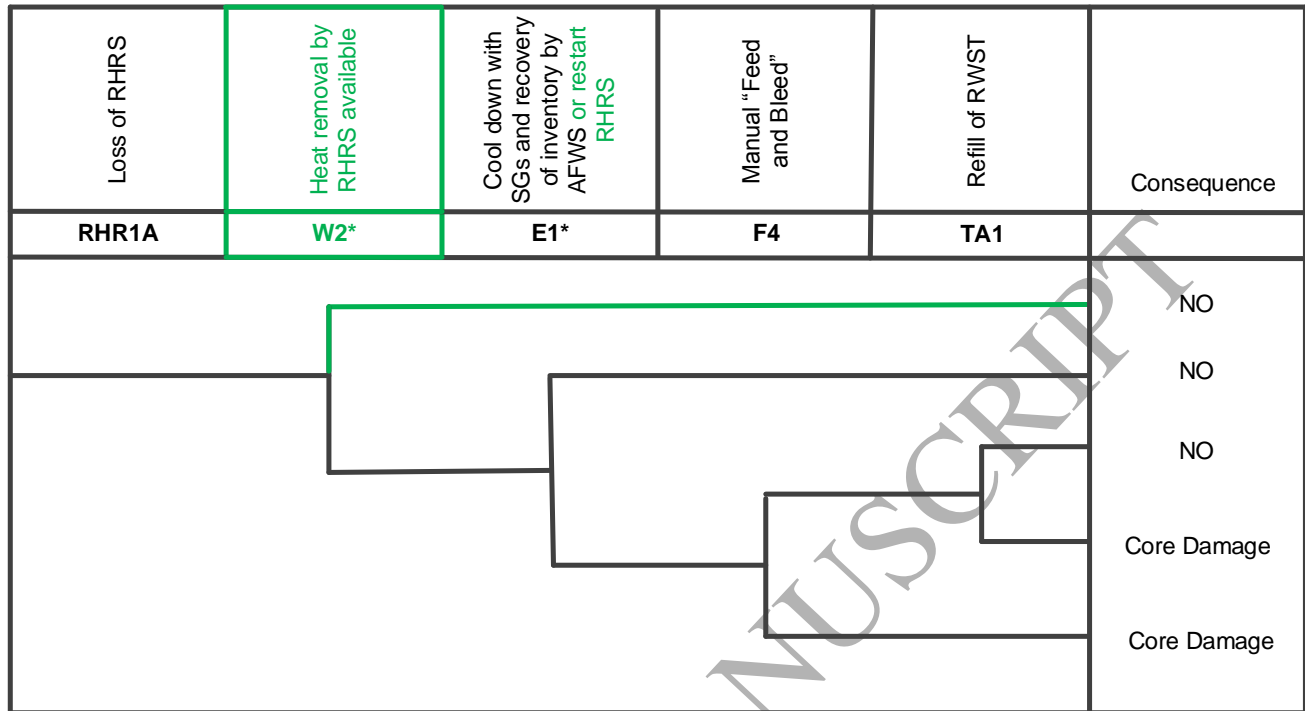 Loss of RHRS
Heat removal by
RHRS available
Cool down with
SGs and recovery
of inventory by
AFWS or restart
RHRS
Manual “Feed
and Bleed”
Refill of RWST
Consequence
RHR1A
W2*
E1*
F4
TA1
NO
NO
NO
Core Damage
Core Damage
NUSCRIPT